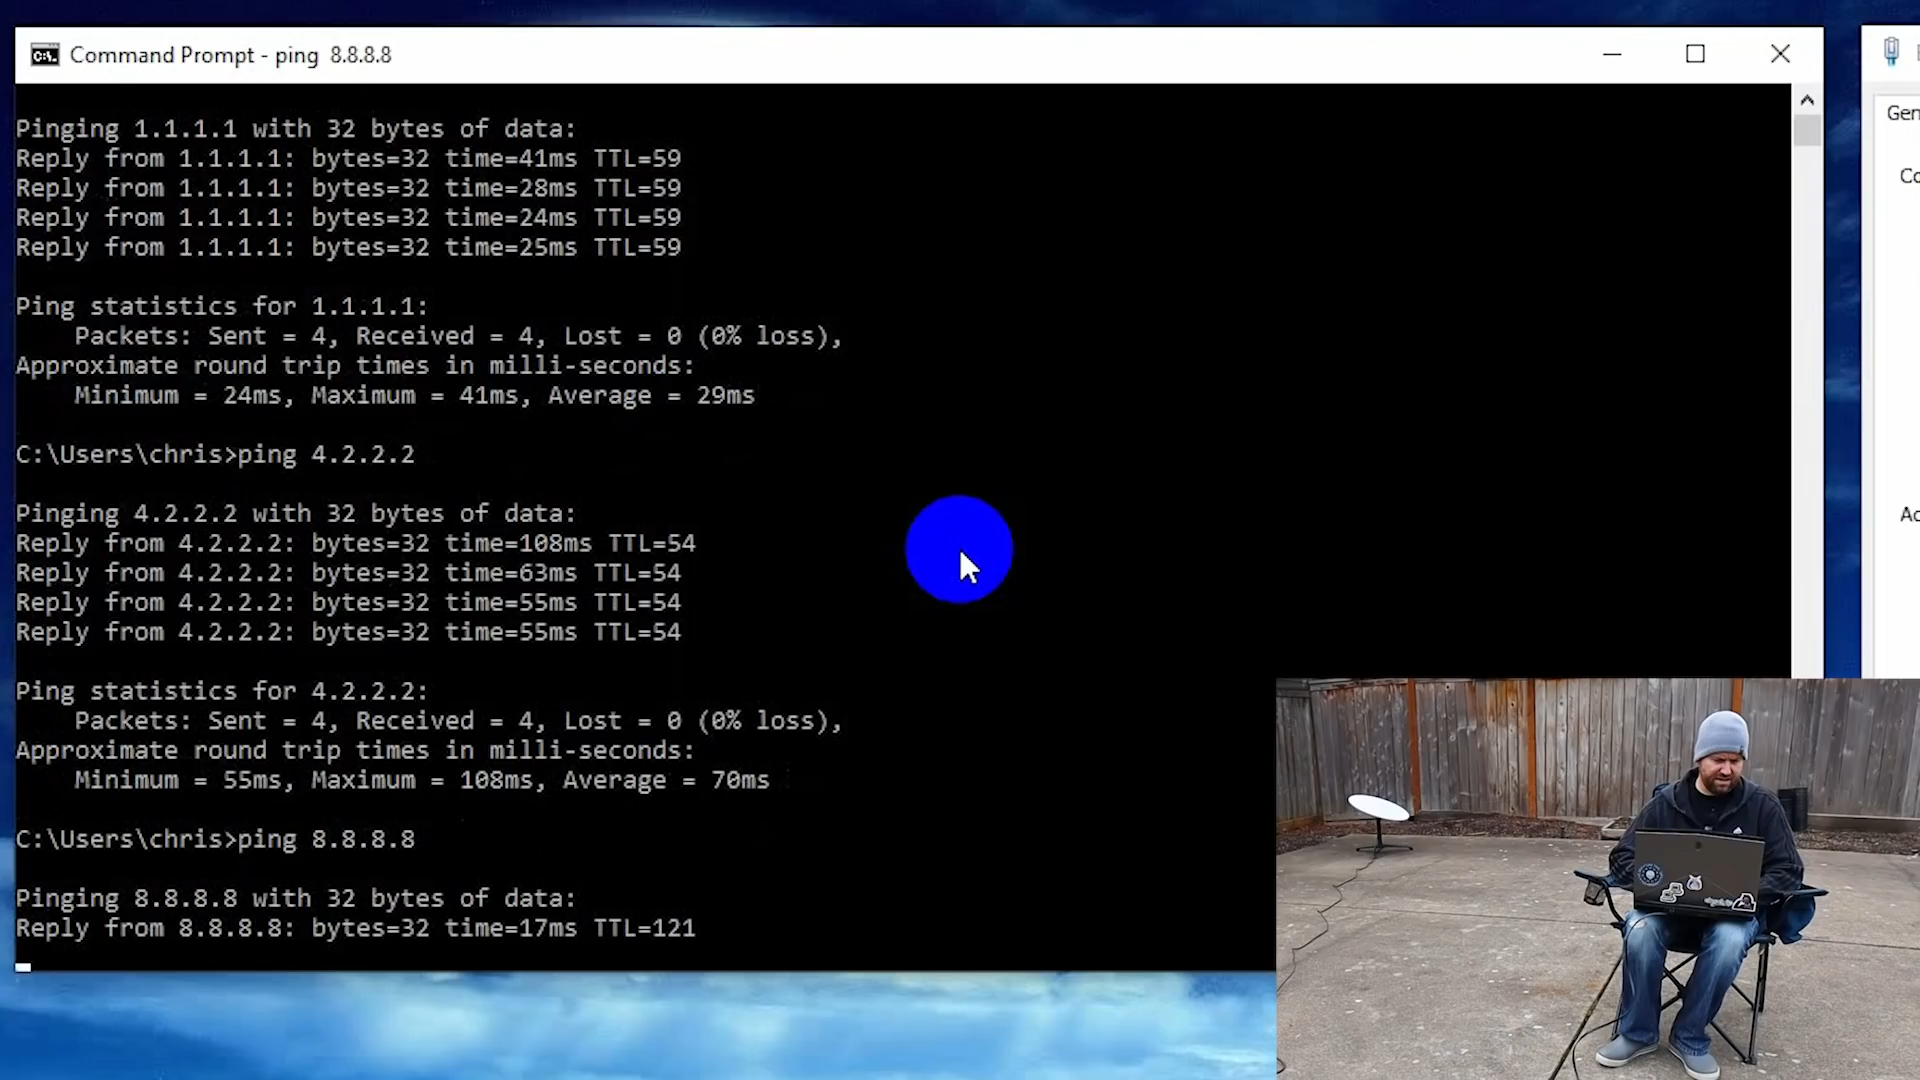 Command Prompt - ping 8.8.8.8
Pinging 1.1.1.1 with 32 bytes of data:
Reply from 1.1.1.1: bytes=32 time=41ms TTL=59
Reply from 1.1.1.1: bytes=32 time=28ms TTL=59
Reply from 1.1.1.1: bytes=32 time=24ms TTL=59
Reply from 1.1.1.1: bytes=32 time=25ms TTL=59
Ping statistics for 1.1.1.1:
Packets: Sent = 4, Received = 4, Lost = 0 (0% loss),
Approximate round trip times in milli-seconds:
Minimum = 24ms, Maximum = 41ms, Average = 29ms
C:\Users\chris>ping 4.2.2.2
Pinging 4.2.2.2 with 32 bytes of data:
Reply from 4.2.2.2: bytes=32 time=108ms TTL=54
Reply from 4.2.2.2: bytes=32 time=63ms TTL=54
Reply from 4.2.2.2: bytes=32 time=55ms TTL=54
Reply from 4.2.2.2: bytes=32 time=55ms TTL=54
Ping statistics for 4.2.2.2:
Packets: Sent = 4, Received = 4, Lost = 0 (0% loss),
Approximate round trip times in milli-seconds:
Minimum = 55ms, Maximum = 108ms, Average = 70ms
C:\Users\chris>ping 8.8.8.8
Pinging 8.8.8.8 with 32 bytes of data:
Reply from 8.8.8.8: bytes=32 time=17ms TTL=121
Gen
Co
Ac